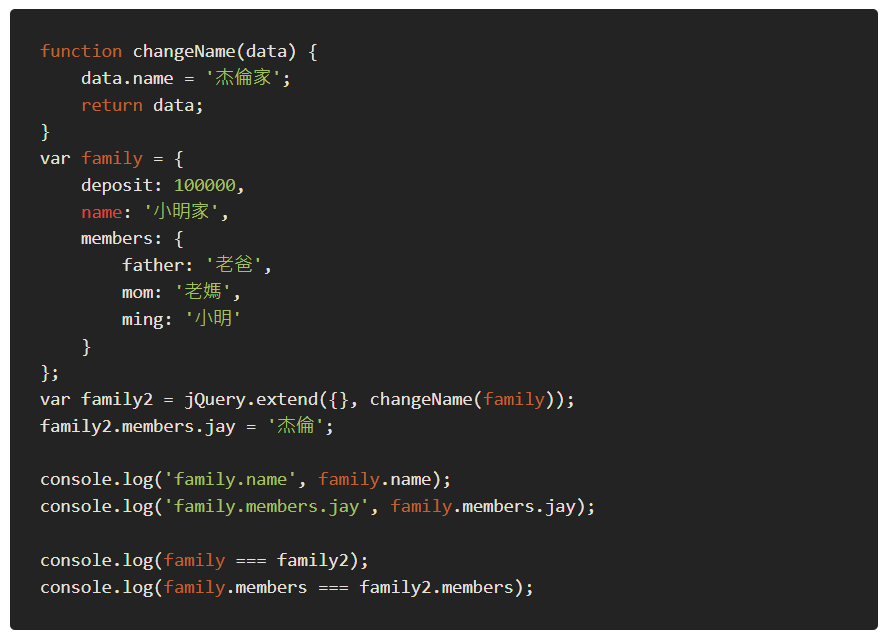 function changeName(data) {
    data.name = '杰倫家';
    return data;
}
var family = {
    deposit: 100000,
    name: '小明家',
    members: {
        father: '老爸',
        mom: '老媽',
        ming: '小明'
    }
};
var family2 = jQuery.extend({}, changeName(family));
family2.members.jay = '杰倫';

console.log('family.name', family.name);
console.log('family.members.jay', family.members.jay);

console.log(family === family2);
console.log(family.members === family2.members);